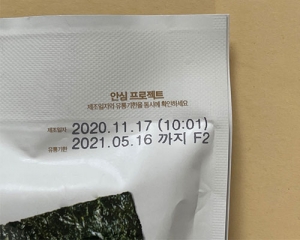 안심 프로젝트
제조일자와 유통기한을 동시에 확인하세요
제조일자 2020.11.17 (10:01)
유통기한 2021.05.16 까지 F2